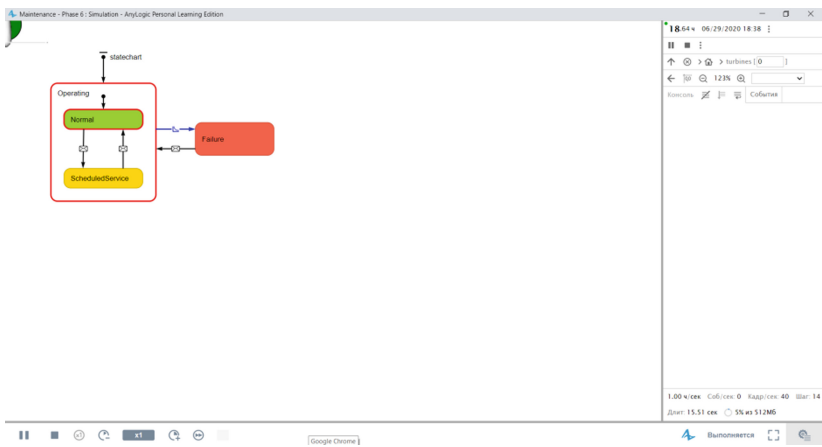 Maintenance - Phase 6 : Simulation - AnyLogic Personal Learning Edition
18.64 ч 06/29/2020 18:38
statechart
> turbines [ 0 ]
123%
Консоль События
Operating
Normal
Failure
ScheduledService
1.00 ч/сек Соб/сек: 0 Кадр/сек: 40 Шаг: 14
Длит: 15.51 сек 5% из 512Мб
x1
x1
Google Chrome
Выполняется